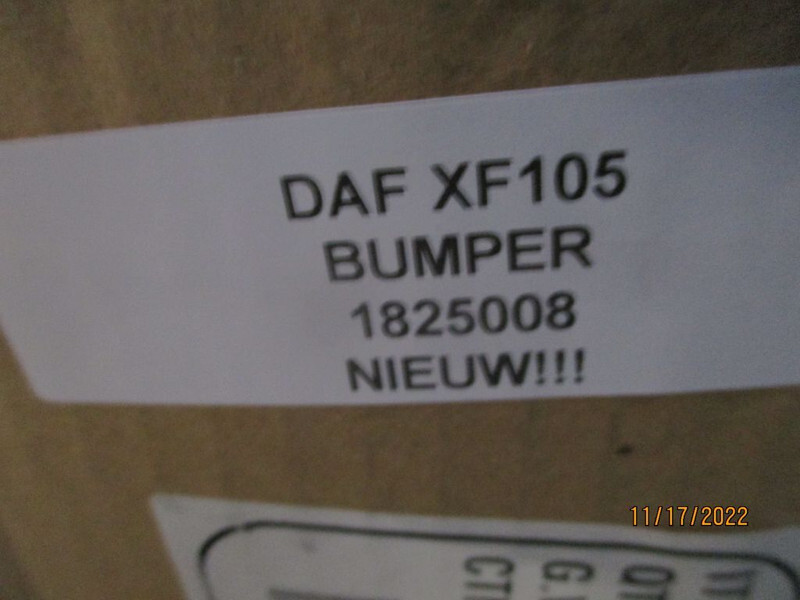 DAF XF105
BUMPER
1825008
NIEUW!!!
11/17/2022